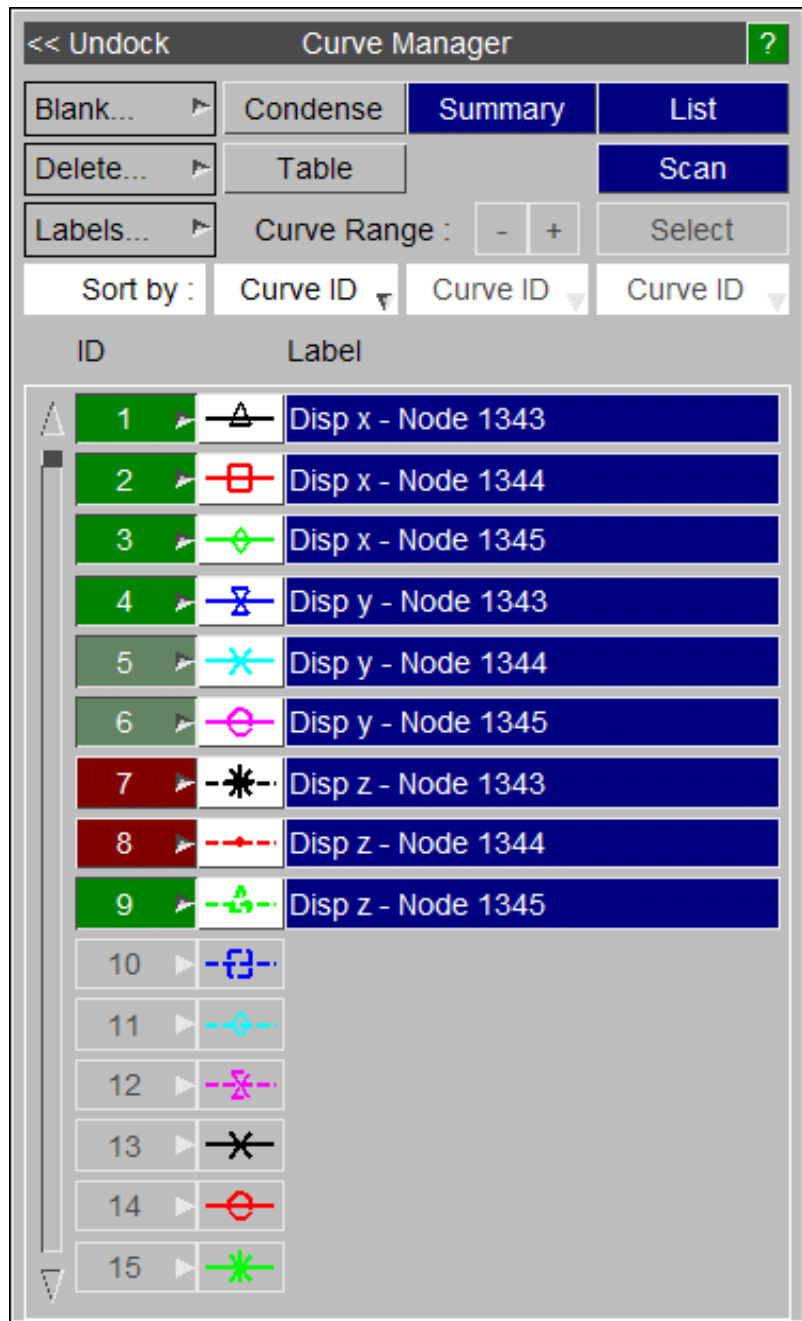 << Undock Curve Manager ?
Blank... Condense Summary List
Delete... Table Scan
Labels... Curve Range : - + Select
Sort by : Curve ID Curve ID Curve ID
ID Label
1 Disp x - Node 1343
2 Disp x - Node 1344
3 Disp x - Node 1345
4 Disp y - Node 1343
5 Disp y - Node 1344
6 Disp y - Node 1345
7 Disp z - Node 1343
8 Disp z - Node 1344
9 Disp z - Node 1345
10
11
12
13
14
15